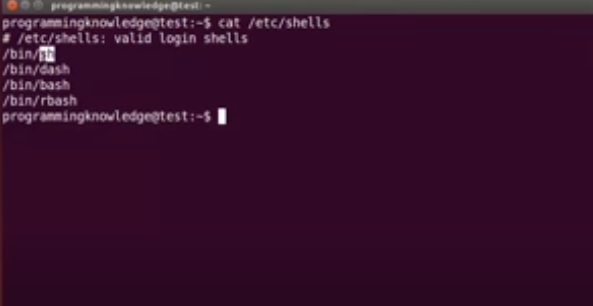 programmingknowledge@test: ~
programmingknowledge@test:~$ cat /etc/shells
# /etc/shells: valid login shells
/bin/sh
/bin/dash
/bin/bash
/bin/rbash
programmingknowledge@test:~$